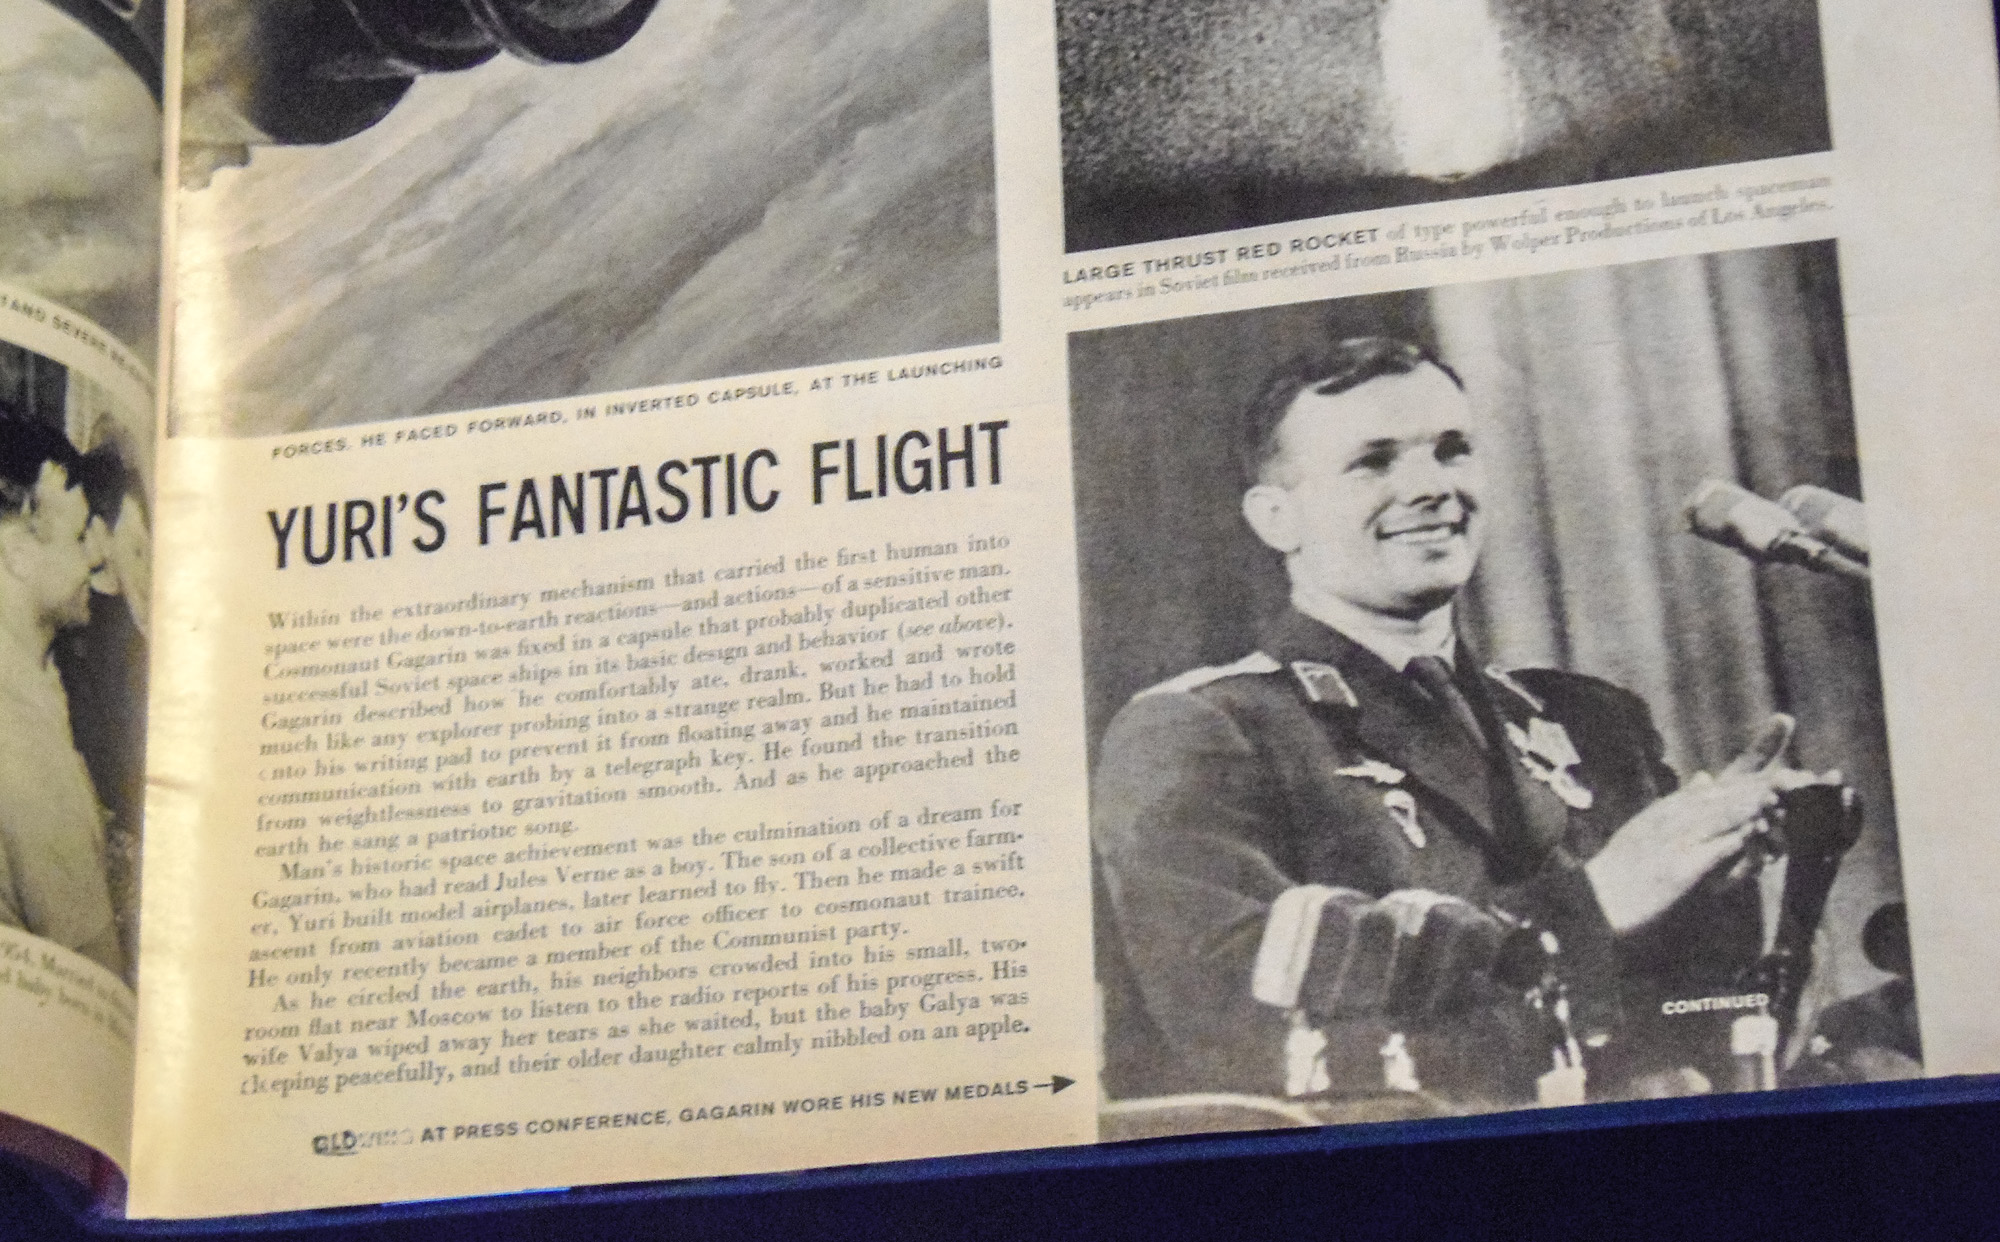 SEVERE
Married
baby born
FORCES. HE FACED FORWARD, IN INVERTED CAPSULE, AT THE LAUNCHING
YURI'S FANTASTIC FLIGHT
Within the extraordinary mechanism that carried the first human into
space were the down-to-earth reactions—and actions—of a sensitive man.
Cosmonaut Gagarin was fixed in a capsule that probably duplicated other
successful Soviet space ships in its basic design and behavior (see above).
Gagarin described how he comfortably ate, drank, worked and wrote
much like any explorer probing into a strange realm. But he had to hold
onto his writing pad to prevent it from floating away and he maintained
communication with earth by a telegraph key. He found the transition
from weightlessness to gravitation smooth. And as he approached the
earth he sang a patriotic song.
Man's historic space achievement was the culmination of a dream for
Gagarin, who had read Jules Verne as a boy. The son of a collective farm-
er, Yuri built model airplanes, later learned to fly. Then he made a swift
ascent from aviation cadet to air force officer to cosmonaut trainee.
He only recently became a member of the Communist party.
As he circled the earth, his neighbors crowded into his small, two-
room flat near Moscow to listen to the radio reports of his progress. His
wife Valya wiped away her tears as she waited, but the baby Galya was
sleeping peacefully, and their older daughter calmly nibbled on an apple.
GLOWING AT PRESS CONFERENCE, GAGARIN WORE HIS NEW MEDALS
LARGE THRUST RED ROCKET of type powerful enough to launch spaceman
appears in Soviet film received from Russia by Wolper Productions of Los Angeles.
CONTINUED